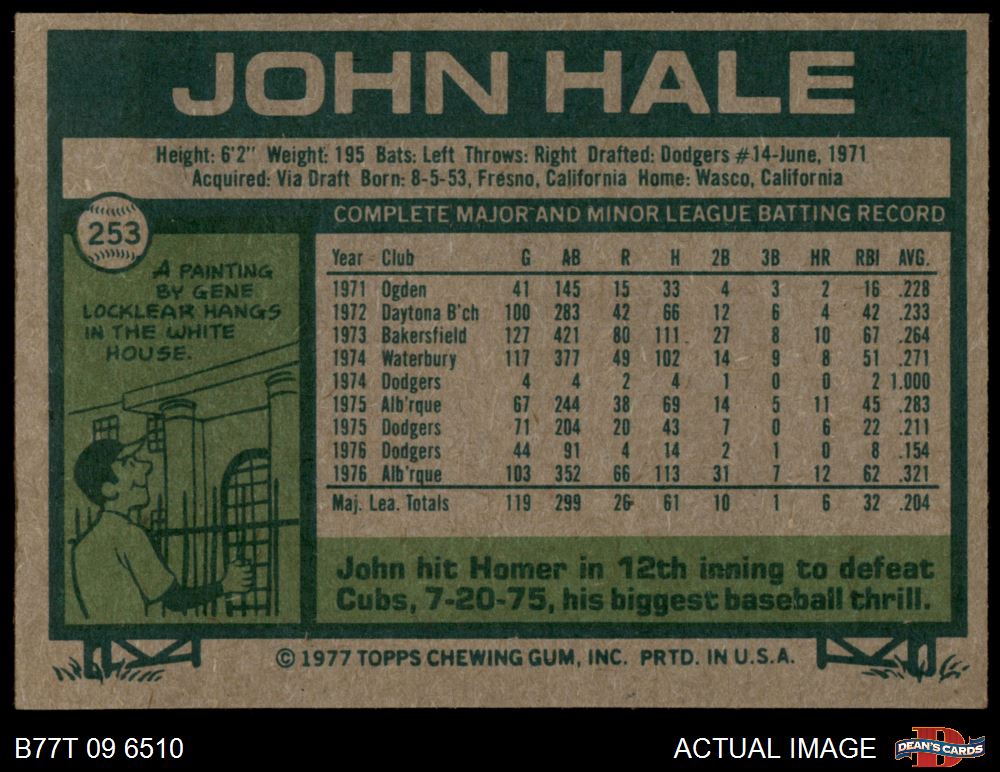 JOHN HALE
Height: 6'2" Weight: 195 Bats: Left Throws: Right Drafted: Dodgers #14-June, 1971
Acquired: Via Draft Born: 8-5-53, Fresno, California Home: Wasco, California
253
A PAINTING
BY GENE
LOCKLEAR HANGS
IN THE WHITE
HOUSE.
COMPLETE MAJOR AND MINOR LEAGUE BATTING RECORD
Year Club G AB R H 2B 3B HR RBI AVG.
1971 Ogden 41 145 15 33 4 3 2 16 .228
1972 Daytona B'ch 100 283 42 66 12 6 4 42 .233
1973 Bakersfield 127 421 80 111 27 8 10 67 .264
1974 Waterbury 117 377 49 102 14 9 8 51 .271
1974 Dodgers 4 4 2 4 1 0 0 2 1.000
1975 Alb'rque 67 244 38 69 14 5 11 45 .283
1975 Dodgers 71 204 20 43 7 0 6 22 .211
1976 Dodgers 44 91 4 14 2 1 0 8 .154
1976 Alb'rque 103 352 66 113 31 7 12 62 .321
Maj. Lea. Totals 119 299 26 61 10 1 6 32 .204
John hit Homer in 12th inning to defeat
Cubs, 7-20-75, his biggest baseball thrill.
© 1977 TOPPS CHEWING GUM, INC. PRTD. IN U.S.A.
B77T 09 6510
ACTUAL IMAGE
D
DEAN'S CARDS